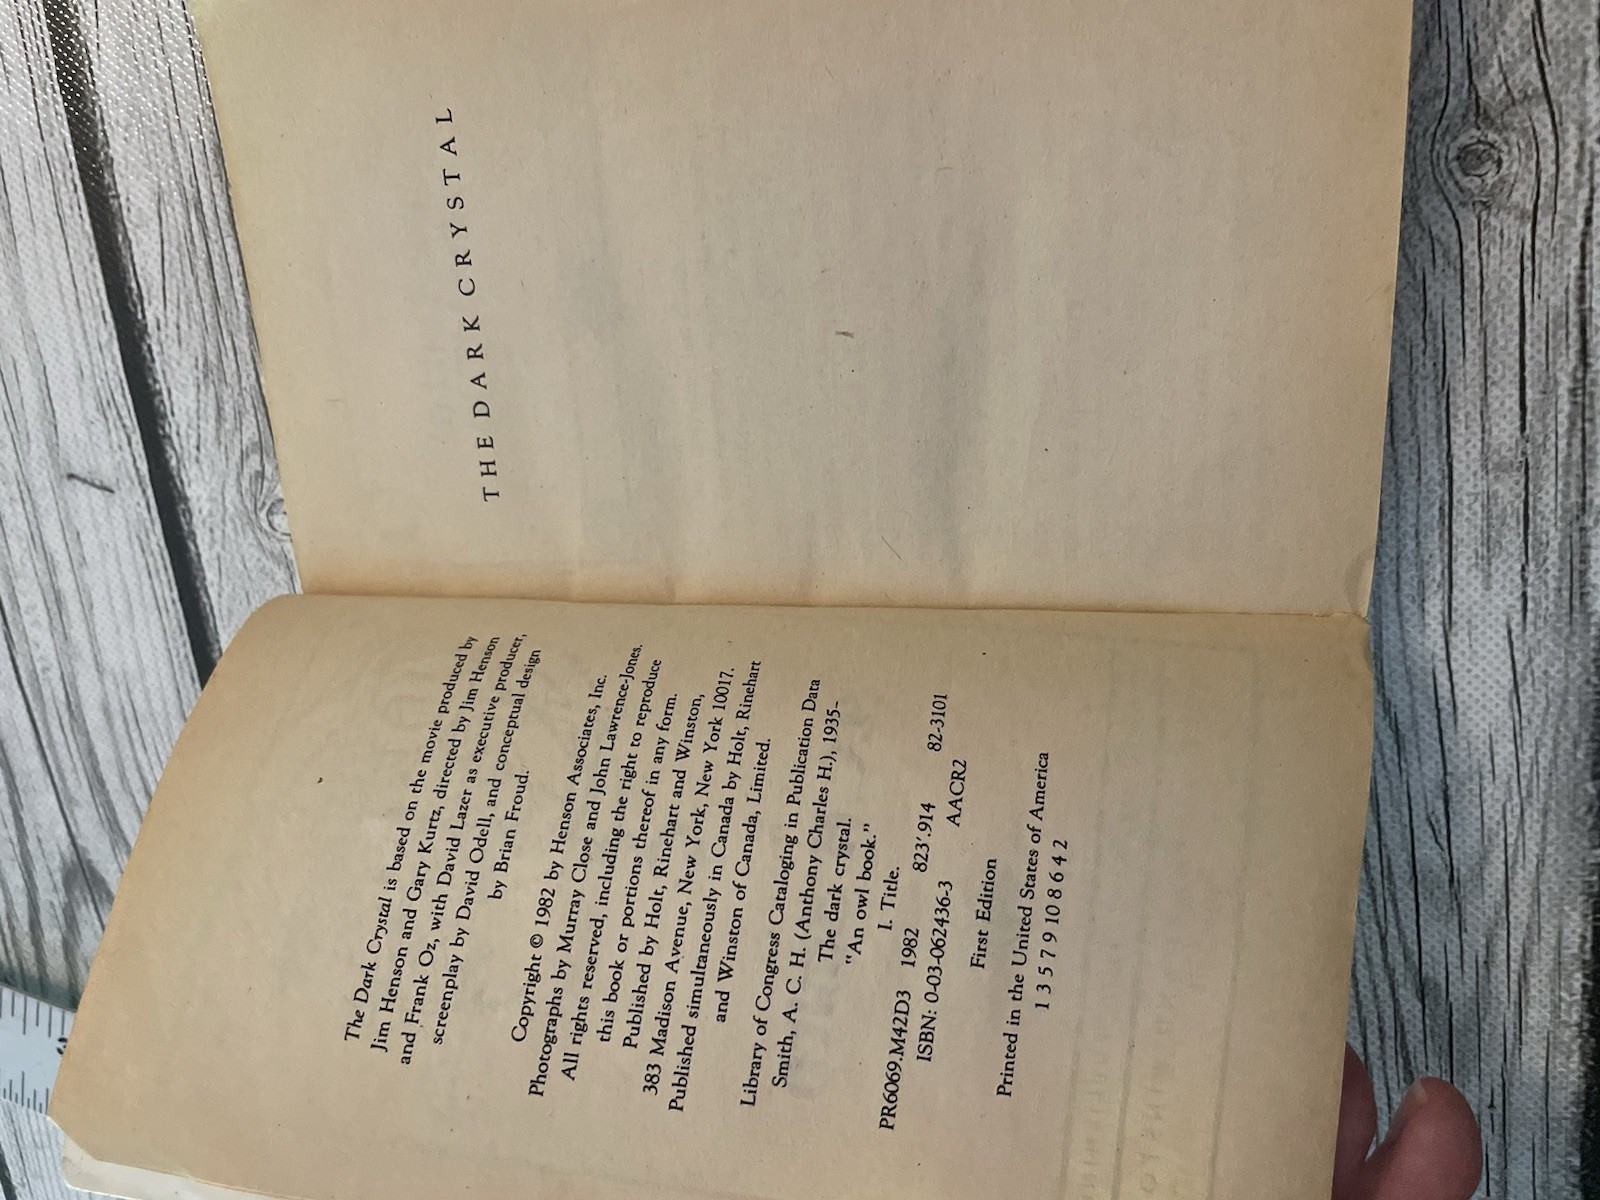 The Dark Crystal is based on the movie produced by
Jim Henson and Gary Kurtz, directed by Jim Henson
and Frank Oz, with David Lazer as executive producer,
screenplay by David Odell, and conceptual design
by Brian Froud.
Copyright © 1982 by Henson Associates, Inc.
Photographs by Murray Close and John Lawrence-Jones.
All rights reserved, including the right to reproduce
this book or portions thereof in any form.
Published by Holt, Rinehart and Winston,
383 Madison Avenue, New York, New York 10017.
Published simultaneously in Canada by Holt, Rinehart
and Winston of Canada, Limited.
Library of Congress Cataloging in Publication Data
Smith, A. C. H. (Anthony Charles H.), 1935-
The dark crystal.
"An owl book."
I. Title.
PR6069.M42D3 1982 823'.914 82-3101
ISBN: 0-03-062436-3 AACR2
First Edition
Printed in the United States of America
1 3 5 7 9 10 8 6 4 2
THE DARK CRYSTAL